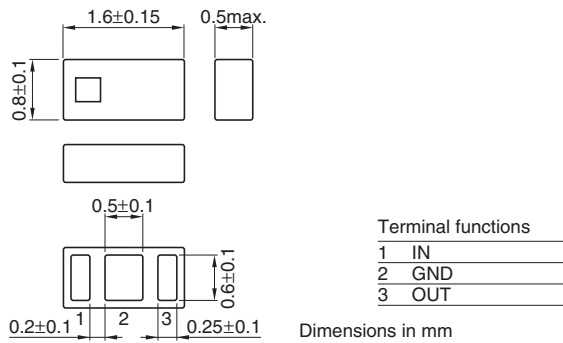 1.6±0.15
0.5max.
0.8±0.1
0.5±0.1
0.6±0.1
1 2 3
0.2±0.1
0.25±0.1
Terminal functions
1 IN
2 GND
3 OUT
Dimensions in mm